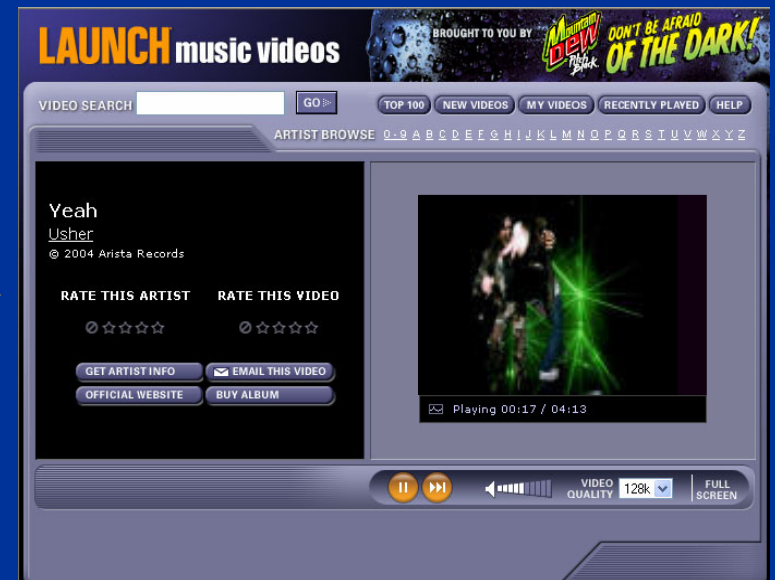 LAUNCH music videos
BROUGHT TO YOU BY
Mountain Dew
Pitch Black
DON'T BE AFRAID
OF THE DARK!
VIDEO SEARCH
GO
TOP 100
NEW VIDEOS
MY VIDEOS
RECENTLY PLAYED
HELP
ARTIST BROWSE 0-9 A B C D E F G H I J K L M N O P Q R S T U V W X Y Z
Yeah
Usher
© 2004 Arista Records
RATE THIS ARTIST
RATE THIS VIDEO
GET ARTIST INFO
EMAIL THIS VIDEO
OFFICIAL WEBSITE
BUY ALBUM
Playing 00:17 / 04:13
VIDEO
QUALITY
128k
FULL
SCREEN